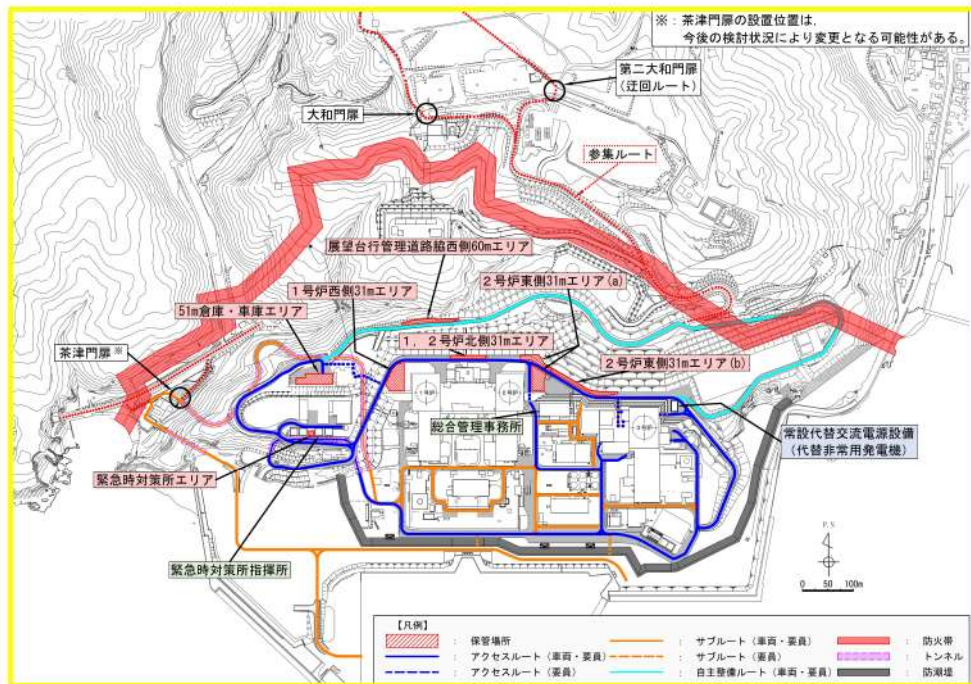 ※：茶津門扉の設置位置は，
今後の検討状況により変更となる可能性がある。
第二大和門扉
（迂回ルート）
大和門扉
参集ルート
展望台行管理道路脇西側60mエリア
１号炉西側31mエリア
２号炉東側31mエリア(a)
51m倉庫・車庫エリア
茶津門扉※
１，２号炉北側31mエリア
２号炉東側31mエリア(b)
1号炉
2号炉
3号炉
総合管理事務所
常設代替交流電源設備
（代替非常用発電機）
緊急時対策所エリア
緊急時対策所指揮所
P.N
0 50 100m
【凡例】
： 保管場所
： サブルート（車両・要員）
： 防火帯
： アクセスルート（車両・要員）
： サブルート（要員）
： トンネル
： アクセスルート（要員）
： 自主整備ルート（車両・要員）
： 防潮堤